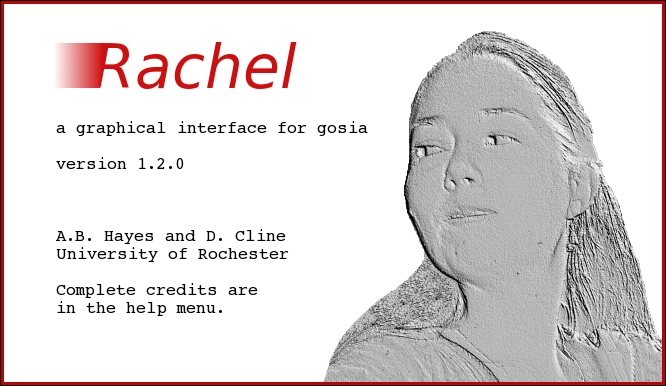 Rachel
a graphical interface for gosia
version 1.2.0
A.B. Hayes and D. Cline
University of Rochester
Complete credits are
in the help menu.